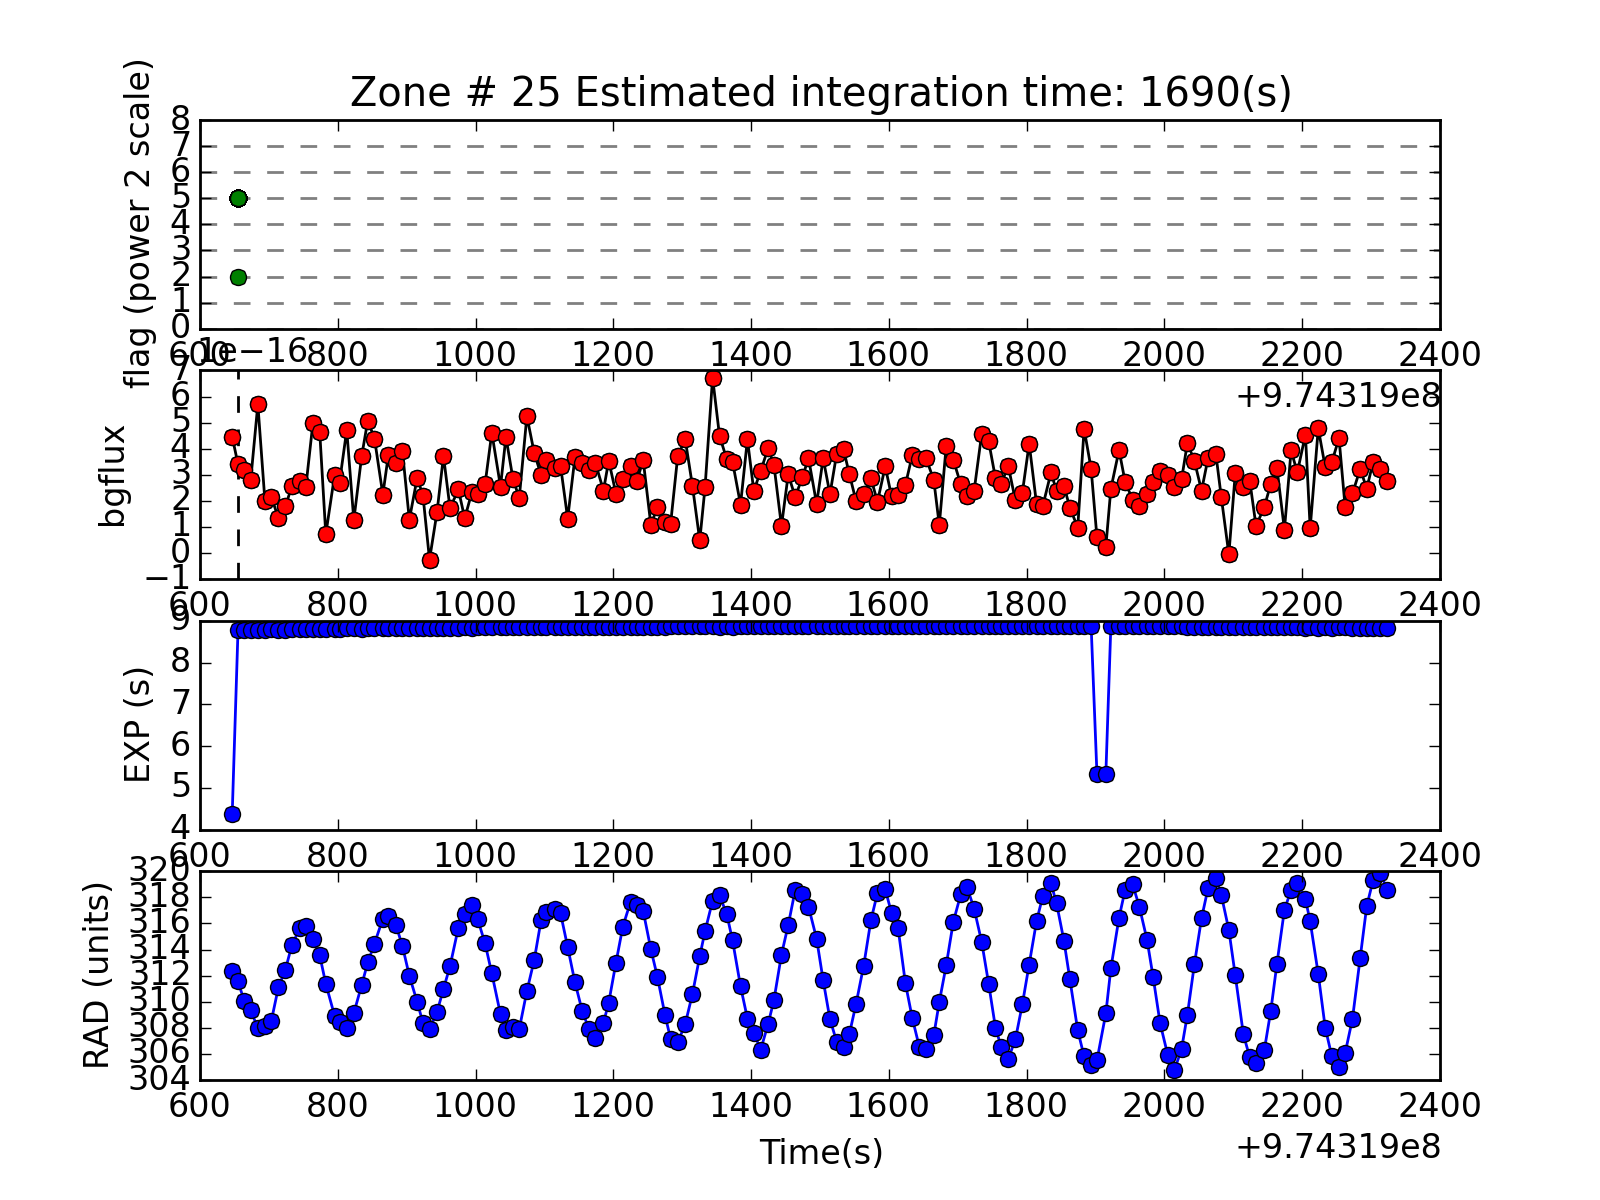 Zone # 25 Estimated integration time: 1690(s)
flag (power 2 scale)
8
7
6
5
4
3
2
1
0
600 800 1000 1200 1400 1600 1800 2000 2200 2400
1e−16
+9.74319e8
bgflux
7
6
5
4
3
2
1
0
−1
600 800 1000 1200 1400 1600 1800 2000 2200 2400
EXP (s)
9
8
7
6
5
4
600 800 1000 1200 1400 1600 1800 2000 2200 2400
RAD (units)
320
318
316
314
312
310
308
306
304
600 800 1000 1200 1400 1600 1800 2000 2200 2400
Time(s)
+9.74319e8